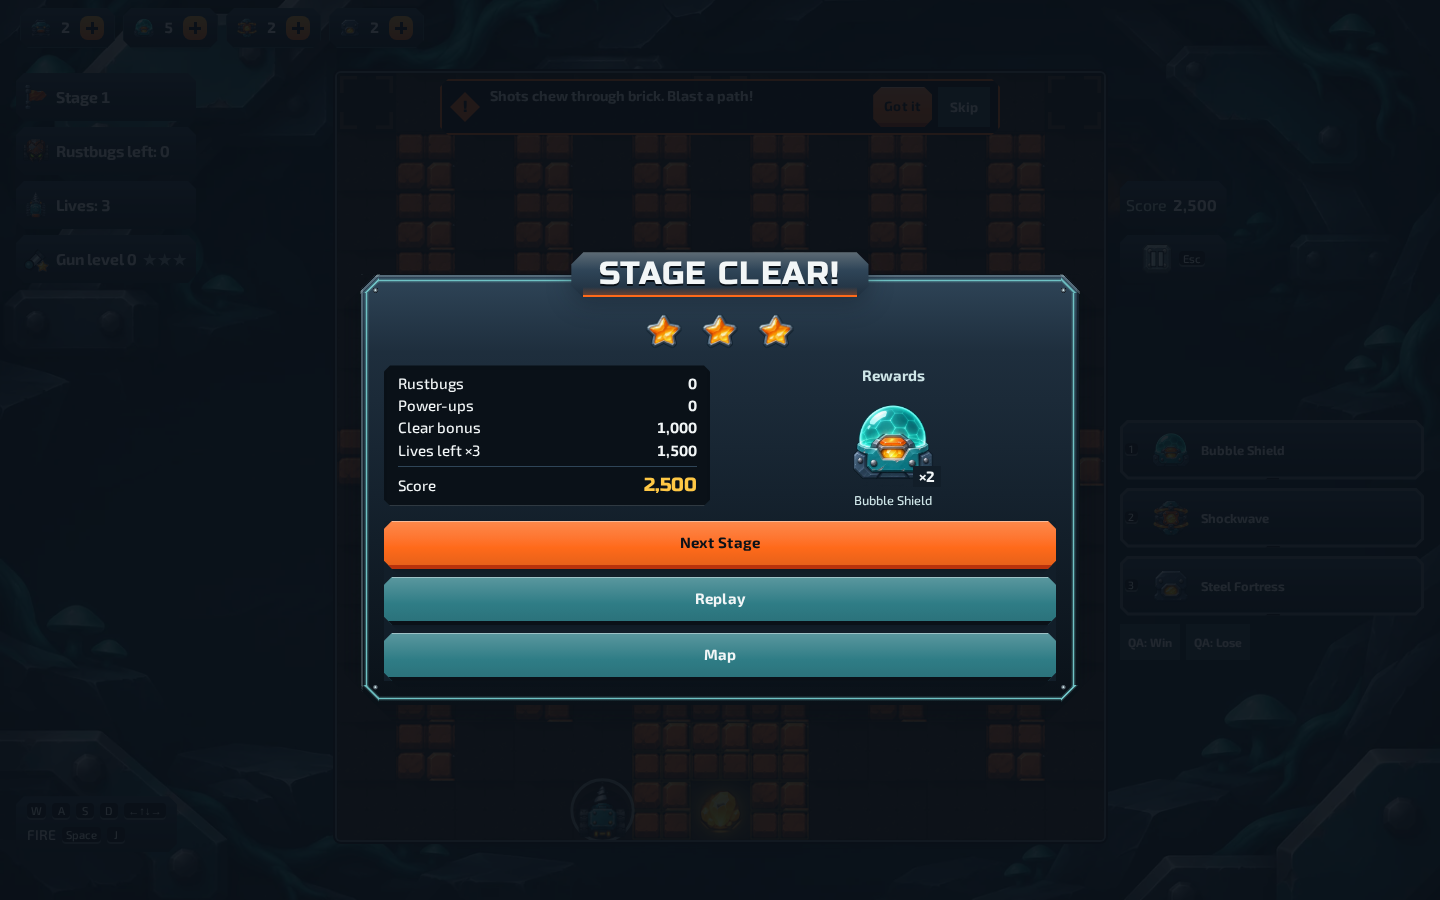 2
5
2
2
Stage 1
Rustbugs left: 0
Lives: 3
Gun level 0 ★★★
Shots chew through brick. Blast a path!
Got it
Skip
Score 2,500
Esc
STAGE CLEAR!
Rustbugs 0
Power-ups 0
Clear bonus 1,000
Lives left ×3 1,500
Score 2,500
Rewards
×2
Bubble Shield
Next Stage
Replay
Map
1 Bubble Shield
2 Shockwave
3 Steel Fortress
QA: Win QA: Lose
W A S D ←↑↓→
FIRE Space J